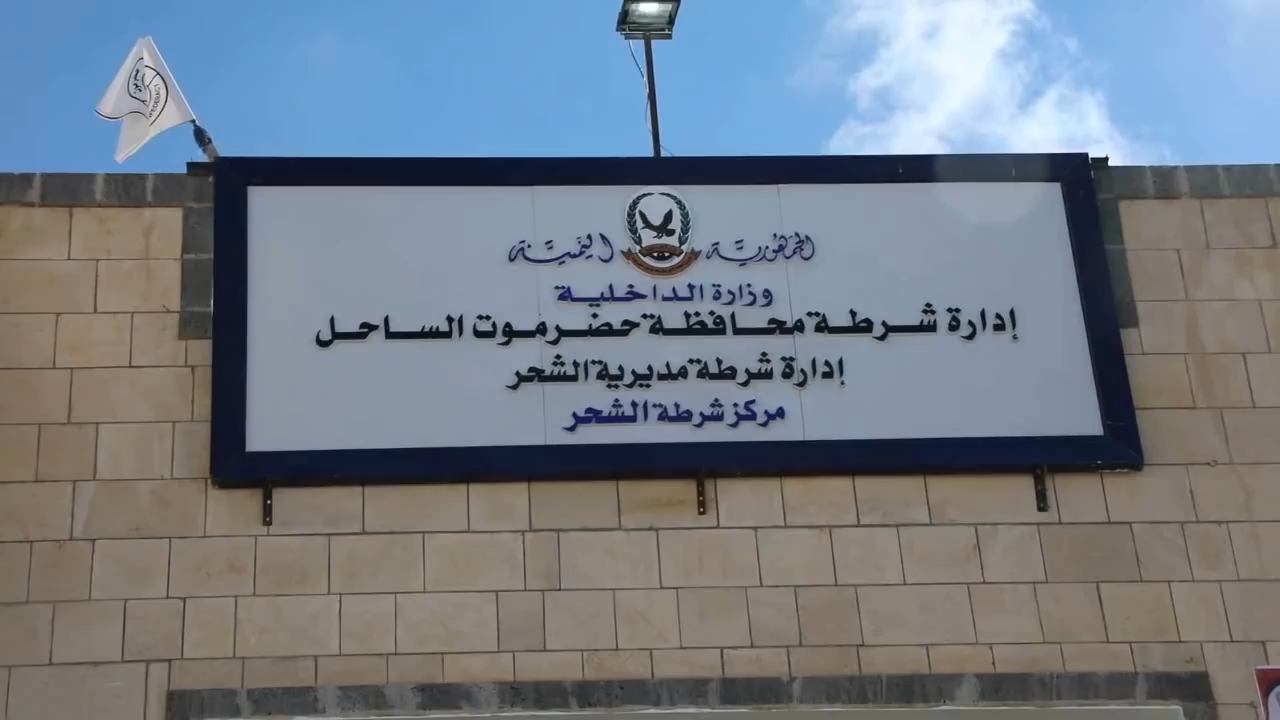 الجمهورية اليمنية
وزارة الداخلية
إدارة شرطة محافظة حضرموت الساحل
إدارة شرطة مديرية الشحر
مركز شرطة الشحر